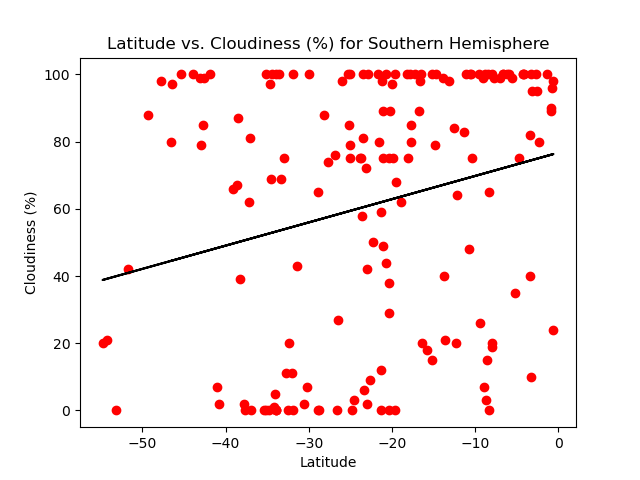 Latitude vs. Cloudiness (%) for Southern Hemisphere
100
80
60
40
20
0
Cloudiness (%)
−50 −40 −30 −20 −10 0
Latitude